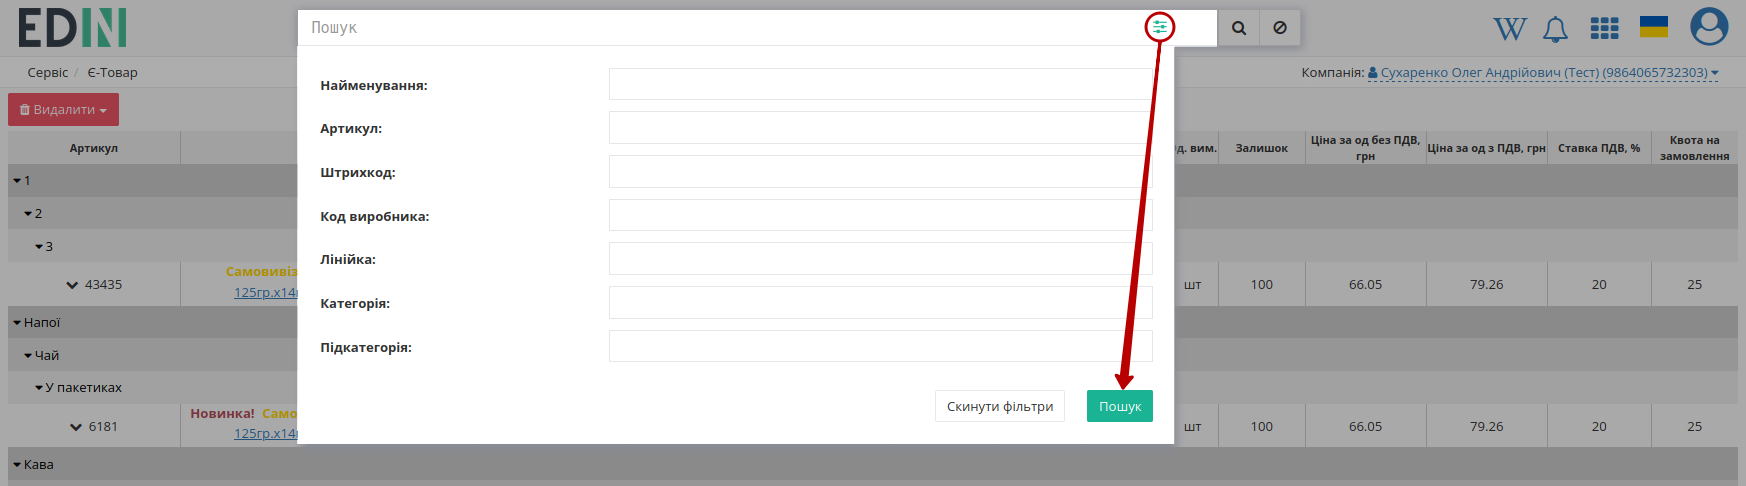 EDIN
Пошук
W
Сервіс / Є-Товар
Компанія: Сухаренко Олег Андрійович (Тест) (9864065732303)
Видалити
Найменування:
Артикул:
Штрихкод:
Код виробника:
Лінійка:
Категорія:
Підкатегорія:
Скинути фільтри
Пошук
Артикул
д. вим.
Залишок
Ціна за од без ПДВ, грн
Ціна за од з ПДВ, грн
Ставка ПДВ, %
Квота на замовлення
1
2
3
43435
Самовивіз
125гр.х14
шт
100
66.05
79.26
20
25
Напої
Чай
У пакетиках
6181
Новинка! Само
125гр.х14
шт
100
66.05
79.26
20
25
Кава